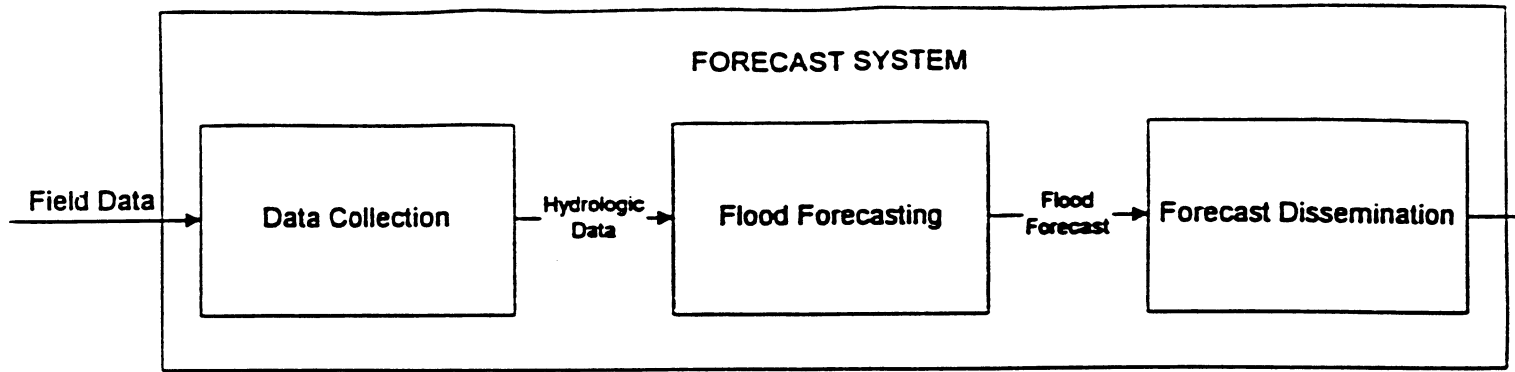 FORECAST SYSTEM
Field Data
Data Collection
Hydrologic
Data
Flood Forecasting
Flood
Forecast
Forecast Dissemination